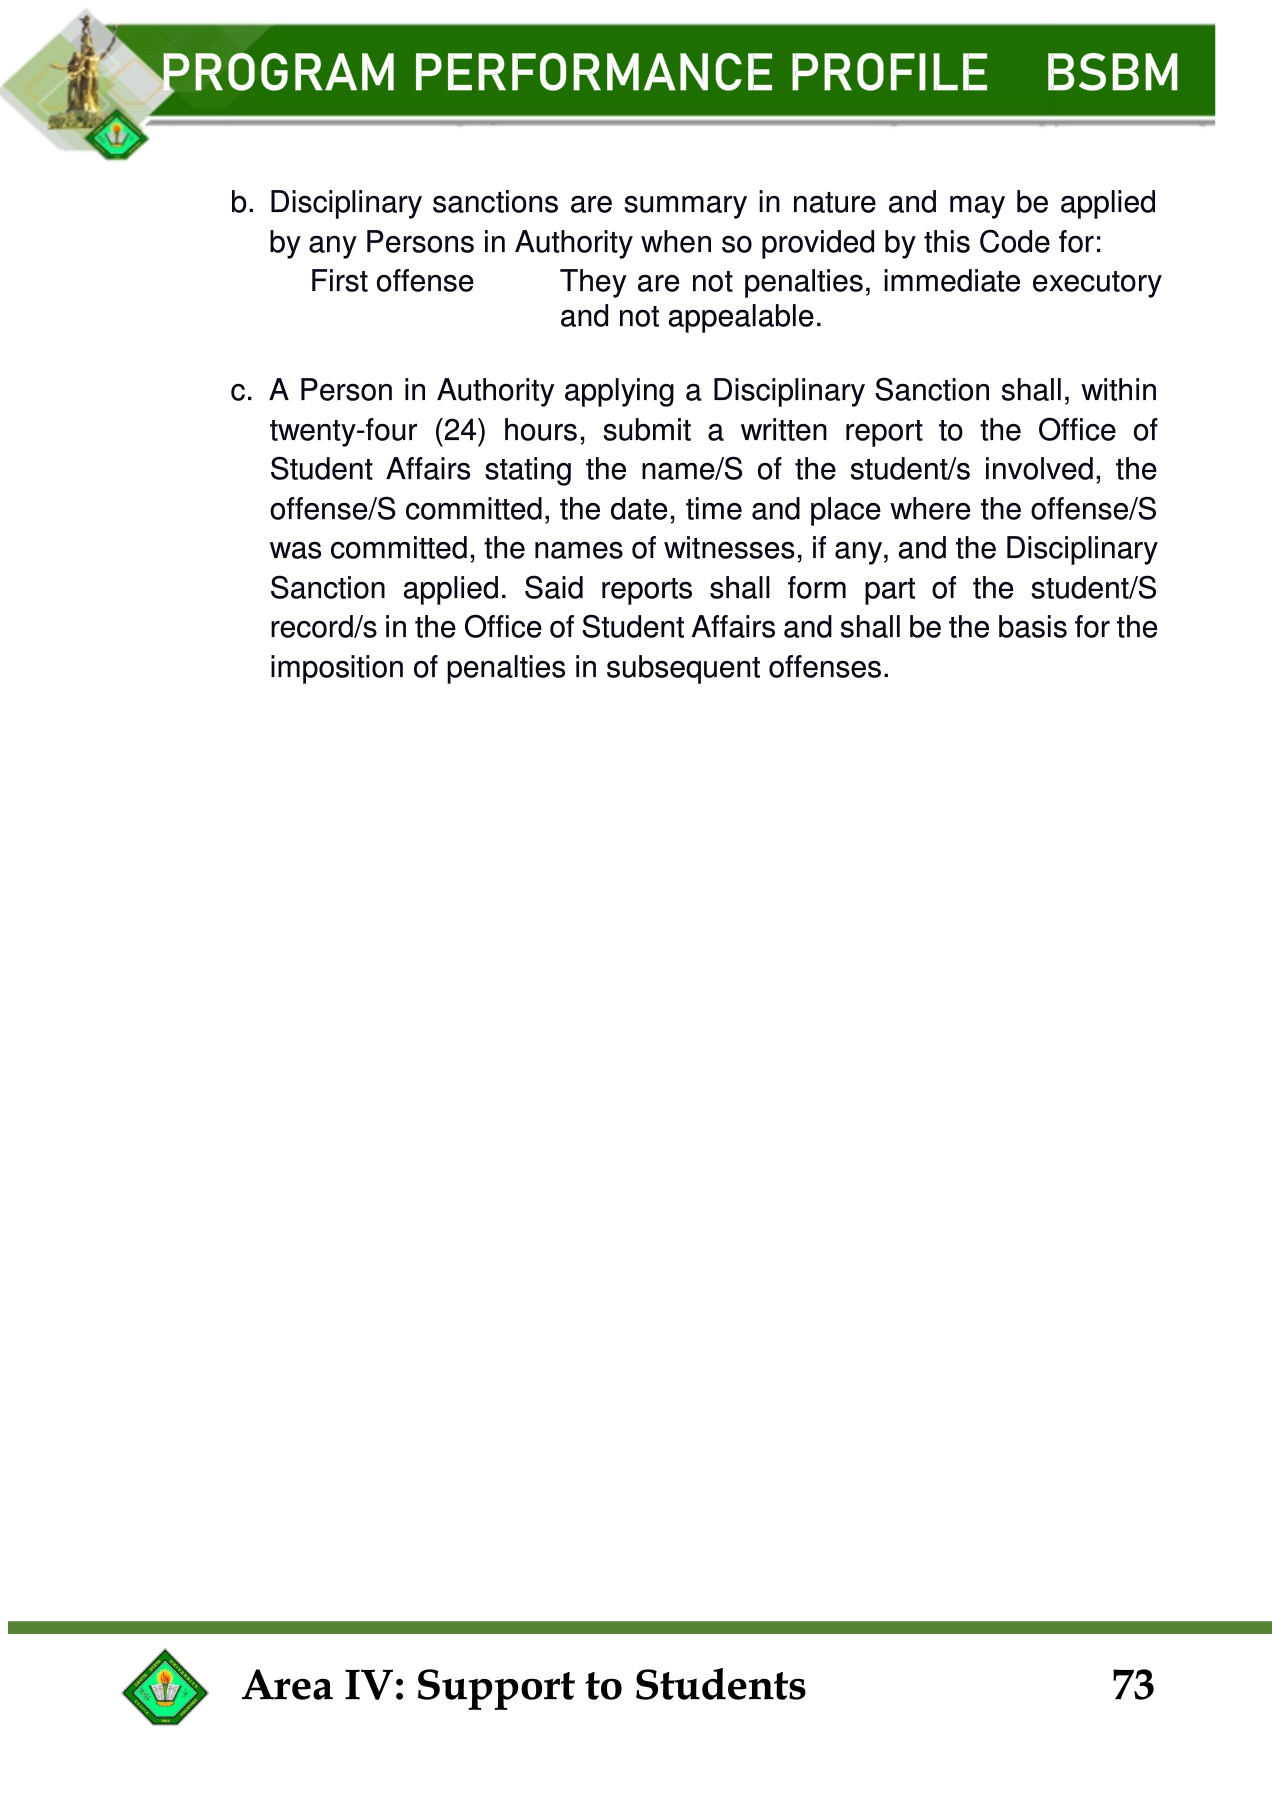 PROGRAM PERFORMANCE PROFILE BSBM
b. Disciplinary sanctions are summary in nature and may be applied
by any Persons in Authority when so provided by this Code for:
First offense They are not penalties, immediate executory
and not appealable.
c. A Person in Authority applying a Disciplinary Sanction shall, within
twenty-four (24) hours, submit a written report to the Office of
Student Affairs stating the name/S of the student/s involved, the
offense/S committed, the date, time and place where the offense/S
was committed, the names of witnesses, if any, and the Disciplinary
Sanction applied. Said reports shall form part of the student/S
record/s in the Office of Student Affairs and shall be the basis for the
imposition of penalties in subsequent offenses.
Area IV: Support to Students 73